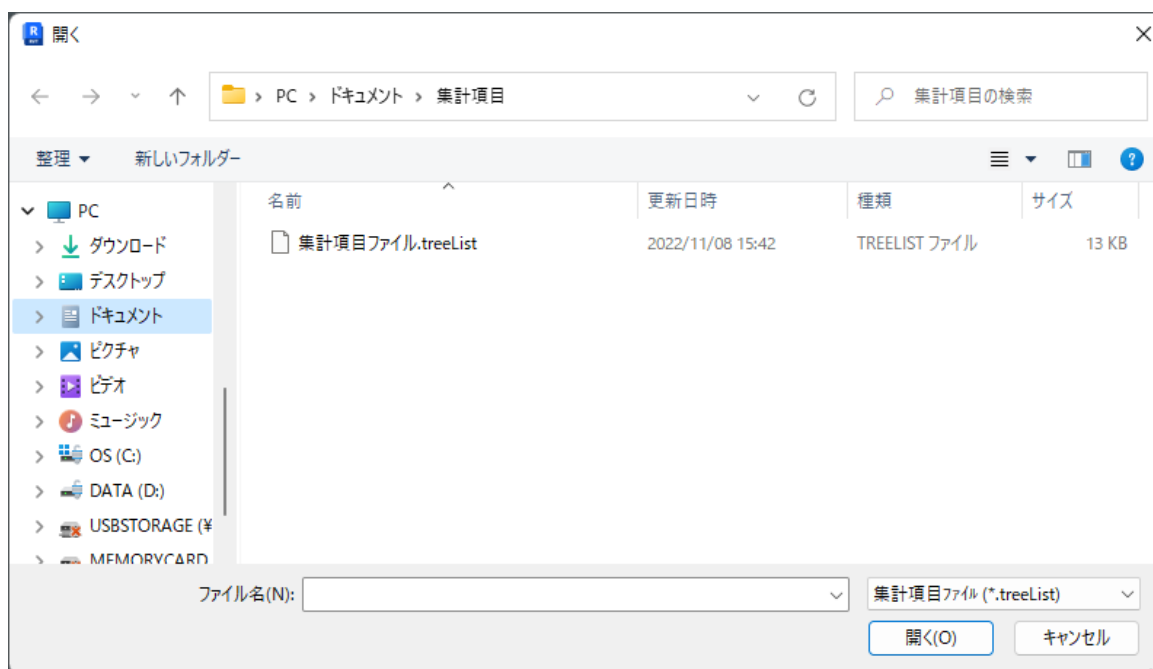 開く
PC > ドキュメント > 集計項目
集計項目の検索
整理
新しいフォルダー
名前
更新日時
種類
サイズ
集計項目ファイル.treeList
2022/11/08 15:42
TREELIST ファイル
13 KB
PC
ダウンロード
デスクトップ
ドキュメント
ピクチャ
ビデオ
ミュージック
OS (C:)
DATA (D:)
USBSTORAGE (¥
MEMORYCARD
ファイル名(N):
集計項目ファイル (*.treeList)
開く(O)
キャンセル